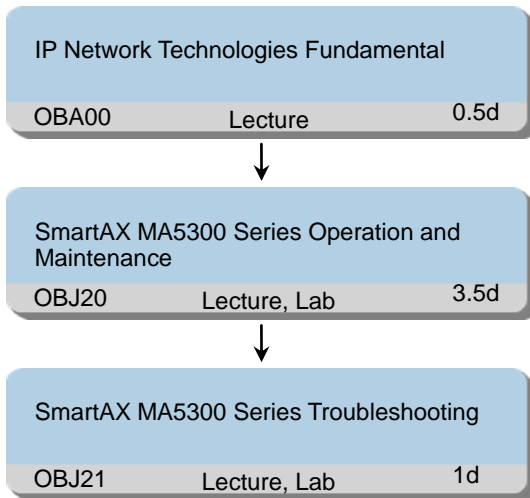 IP Network Technologies Fundamental
OBA00 Lecture 0.5d
SmartAX MA5300 Series Operation and
Maintenance
OBJ20 Lecture, Lab 3.5d
SmartAX MA5300 Series Troubleshooting
OBJ21 Lecture, Lab 1d